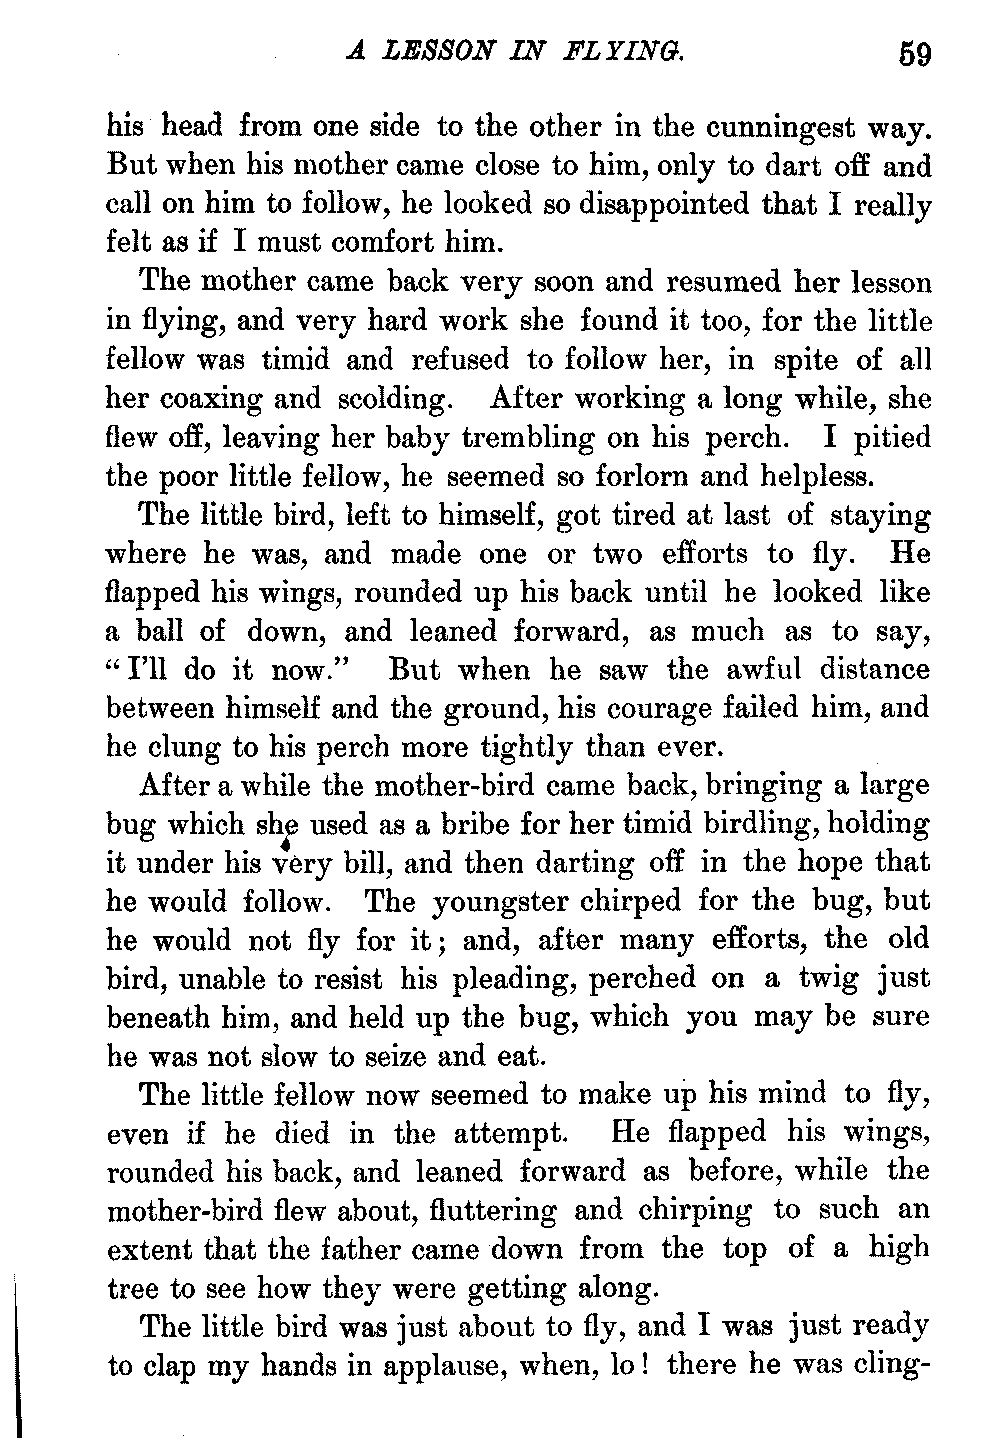 A LESSON IN FLYING. 59
his head from one side to the other in the cunningest way.
But when his mother came close to him, only to dart off and
call on him to follow, he looked so disappointed that I really
felt as if I must comfort him.
The mother came back very soon and resumed her lesson
in flying, and very hard work she found it too, for the little
fellow was timid and refused to follow her, in spite of all
her coaxing and scolding. After working a long while, she
flew off, leaving her baby trembling on his perch. I pitied
the poor little fellow, he seemed so forlorn and helpless.
The little bird, left to himself, got tired at last of staying
where he was, and made one or two efforts to fly. He
flapped his wings, rounded up his back until he looked like
a ball of down, and leaned forward, as much as to say,
“I’ll do it now.” But when he saw the awful distance
between himself and the ground, his courage failed him, and
he clung to his perch more tightly than ever.
After a while the mother-bird came back, bringing a large
bug which she used as a bribe for her timid birdling, holding
it under his very bill, and then darting off in the hope that
he would follow. The youngster chirped for the bug, but
he would not fly for it; and, after many efforts, the old
bird, unable to resist his pleading, perched on a twig just
beneath him, and held up the bug, which you may be sure
he was not slow to seize and eat.
The little fellow now seemed to make up his mind to fly,
even if he died in the attempt. He flapped his wings,
rounded his back, and leaned forward as before, while the
mother-bird flew about, fluttering and chirping to such an
extent that the father came down from the top of a high
tree to see how they were getting along.
The little bird was just about to fly, and I was just ready
to clap my hands in applause, when, lo! there he was cling-